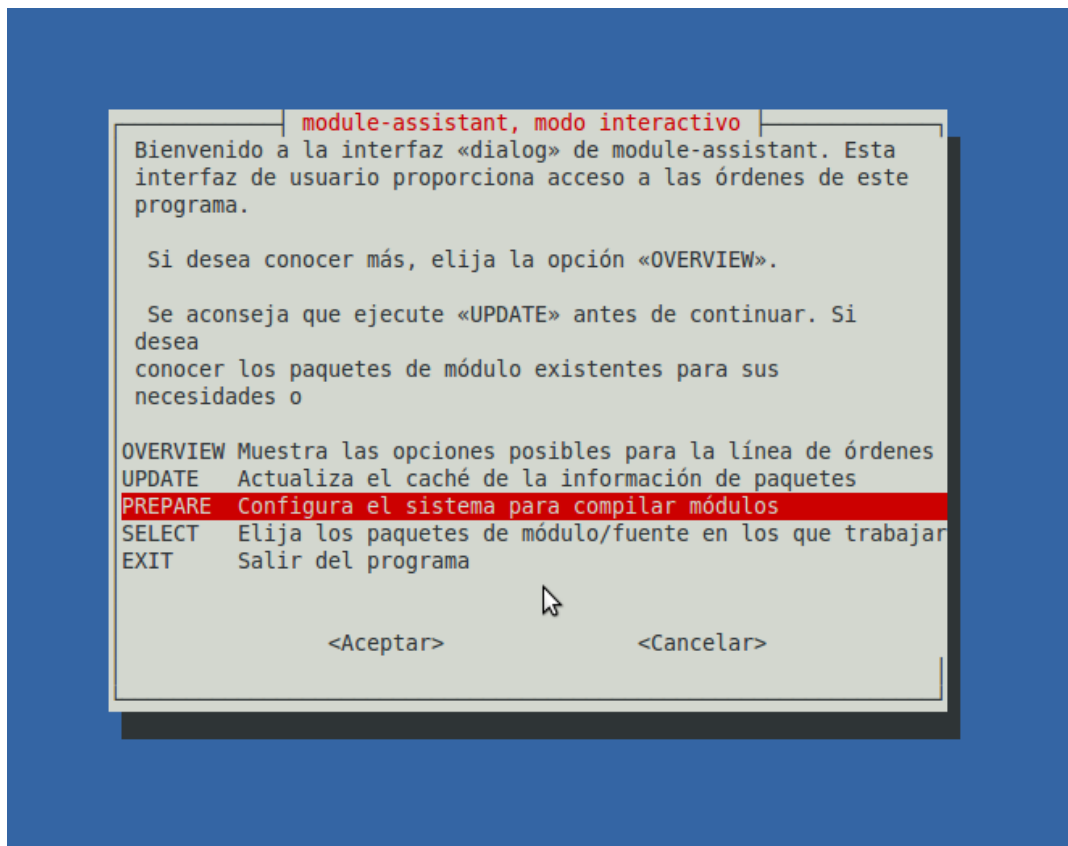 module-assistant, modo interactivo
Bienvenido a la interfaz «dialog» de module-assistant. Esta
interfaz de usuario proporciona acceso a las órdenes de este
programa.
Si desea conocer más, elija la opción «OVERVIEW».
Se aconseja que ejecute «UPDATE» antes de continuar. Si
desea
conocer los paquetes de módulo existentes para sus
necesidades o
OVERVIEW Muestra las opciones posibles para la línea de órdenes
UPDATE Actualiza el caché de la información de paquetes
PREPARE Configura el sistema para compilar módulos
SELECT Elija los paquetes de módulo/fuente en los que trabajar
EXIT Salir del programa
<Aceptar> <Cancelar>